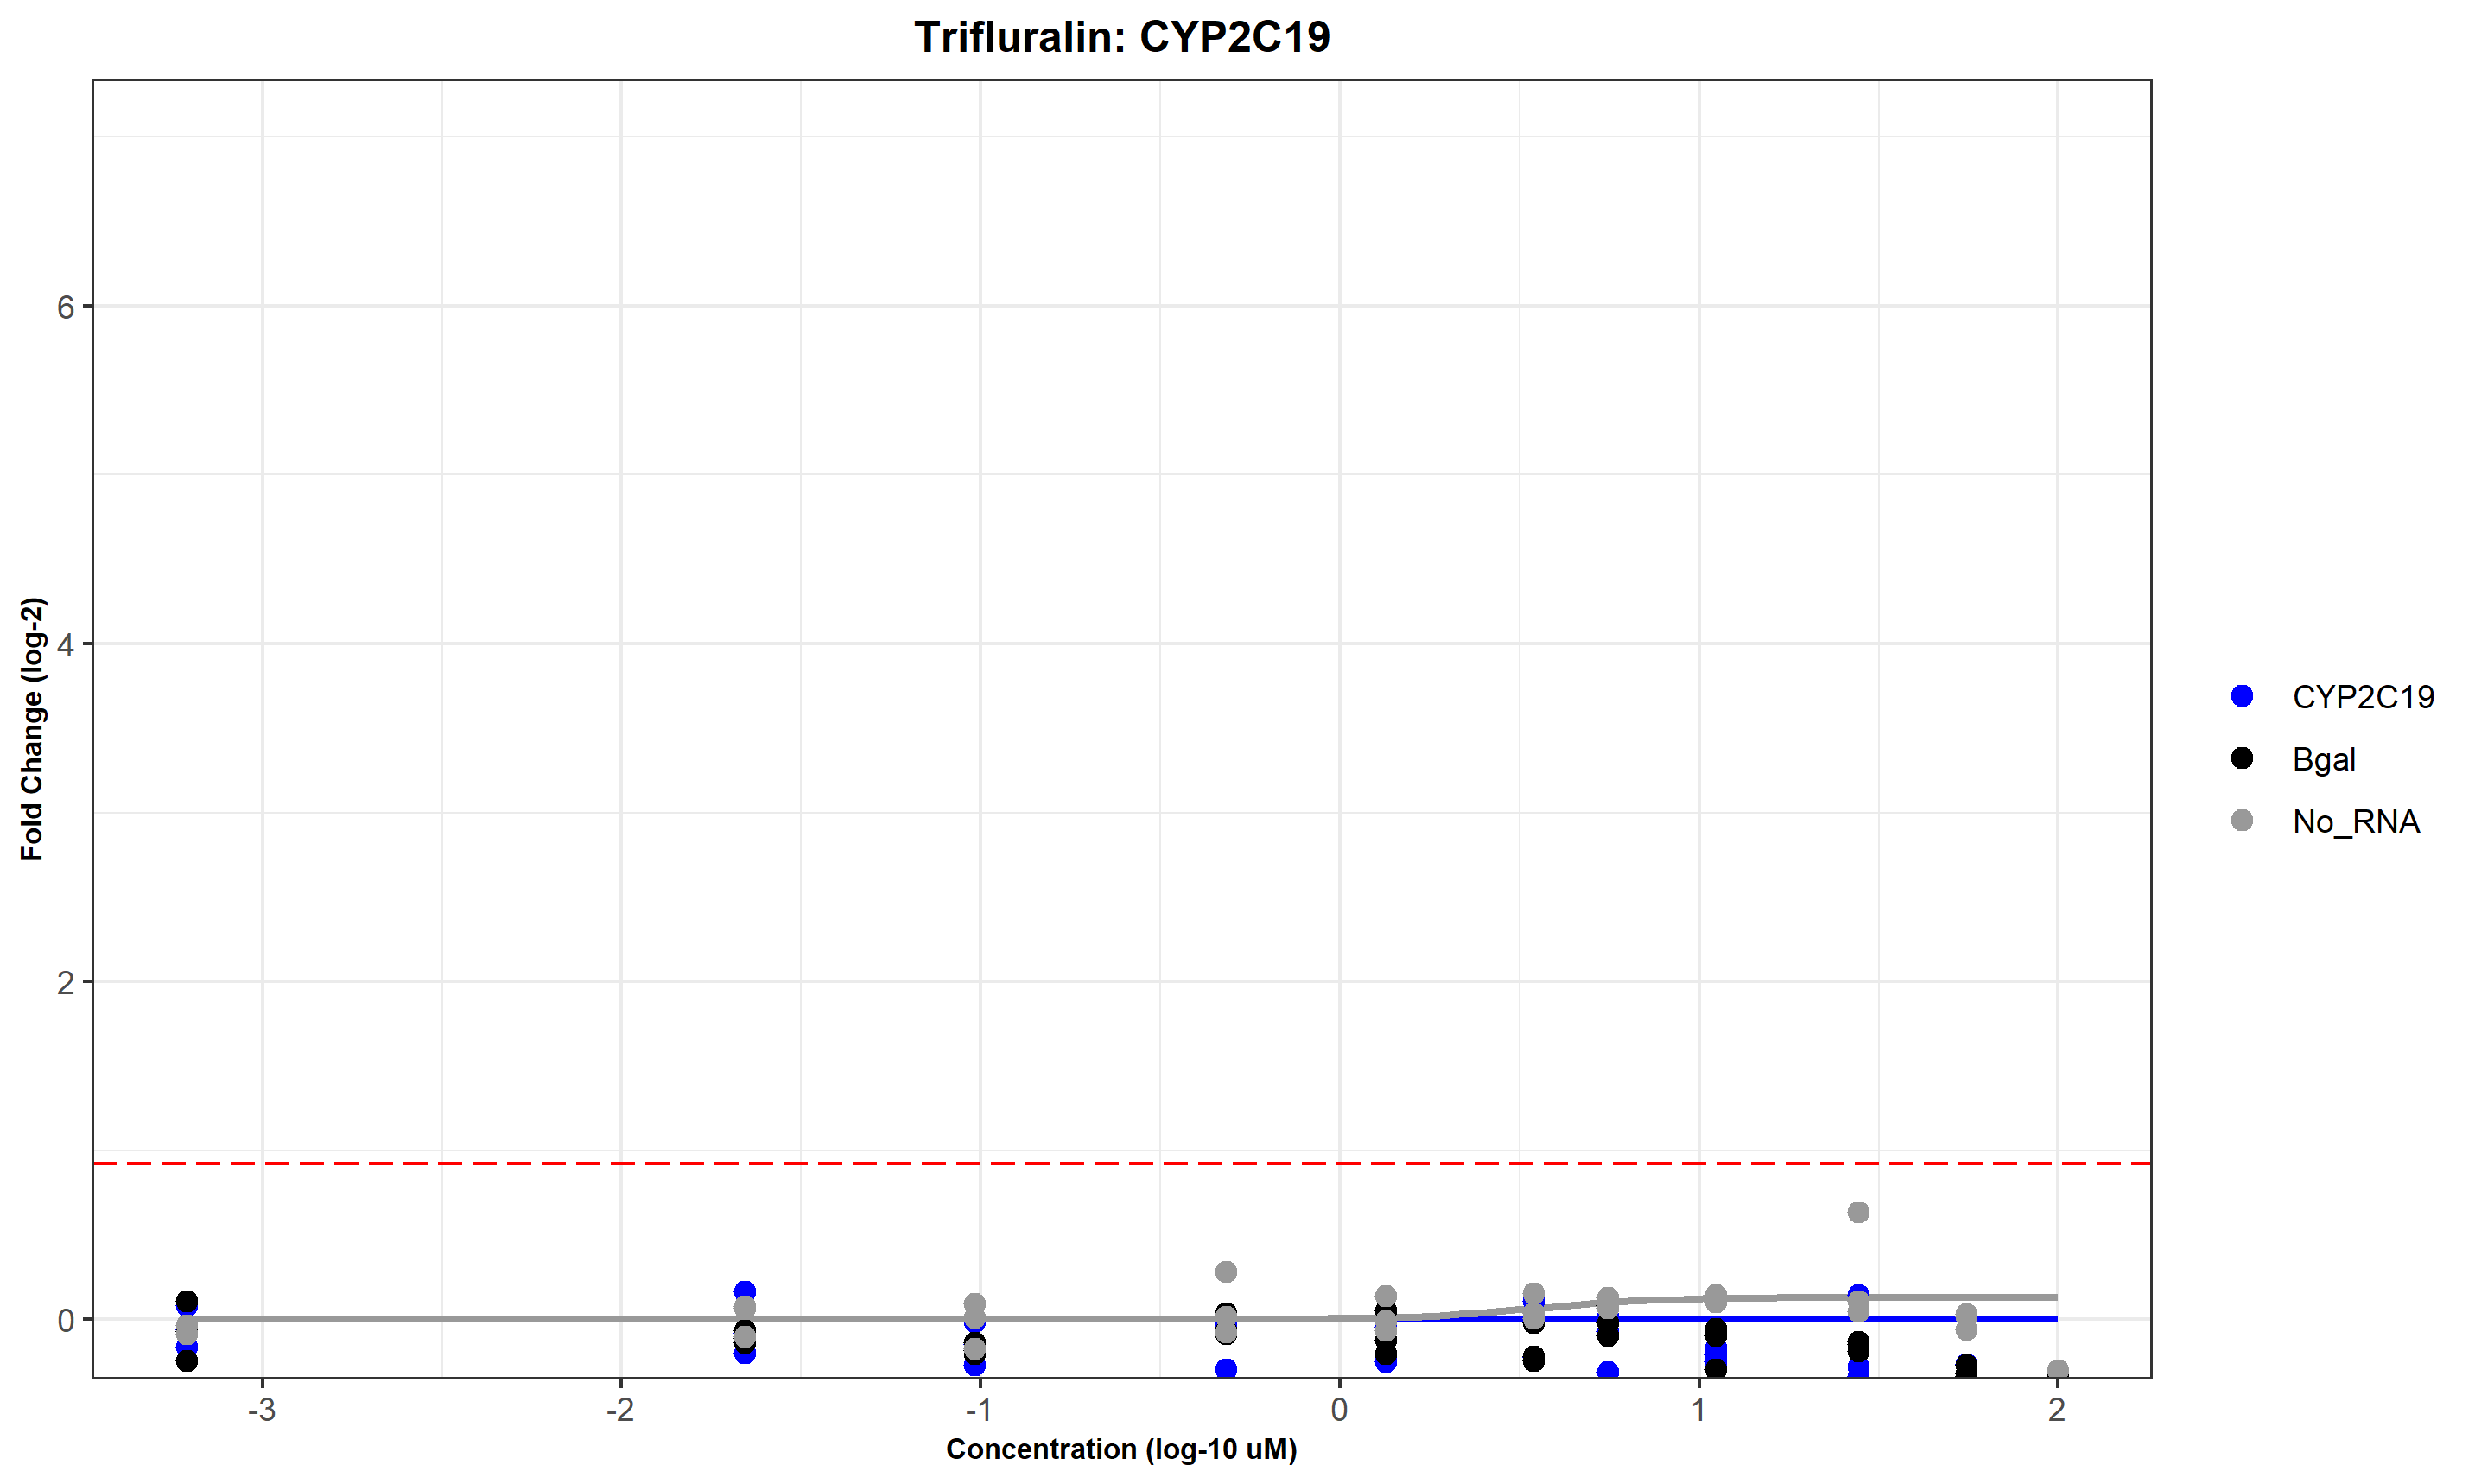 Trifluralin: CYP2C19
Fold Change (log-2)
6
4
2
0
-3
-2
-1
0
1
2
Concentration (log-10 uM)
CYP2C19
Bgal
No_RNA